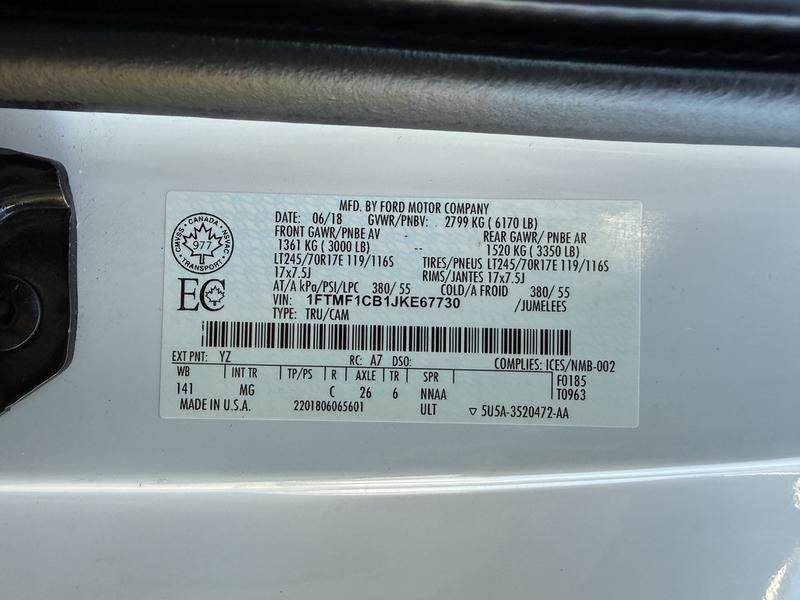 MFD. BY FORD MOTOR COMPANY
DATE: 06/18 GVWR/PNBV: 2799 KG ( 6170 LB)
FRONT GAWR/PNBE AV REAR GAWR/ PNBE AR
1361 KG ( 3000 LB) -- 1520 KG ( 3350 LB)
LT245/70R17E 119/116S TIRES/PNEUS LT245/70R17E 119/116S
17x7.5J RIMS/JANTES 17x7.5J
AT/A kPa/PSI/LPC 380/ 55 COLD/A FROID 380/ 55
VIN: 1FTMF1CB1JKE67730 /JUMELEES
TYPE: TRU/CAM
CANADA
CMVSS NSVAC
977
TRANSPORT
EC
EXT PNT: YZ RC: A7 DSO: COMPLIES: ICES/NMB-002
WB INT TR TP/PS R AXLE TR SPR F0185
141 MG C 26 6 NNAA T0963
MADE IN U.S.A. 2201806065601 ULT ▽ 5U5A-3520472-AA